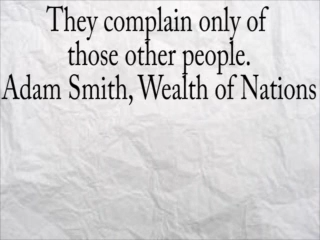 They complain only of
those other people.
Adam Smith, Wealth of Nations